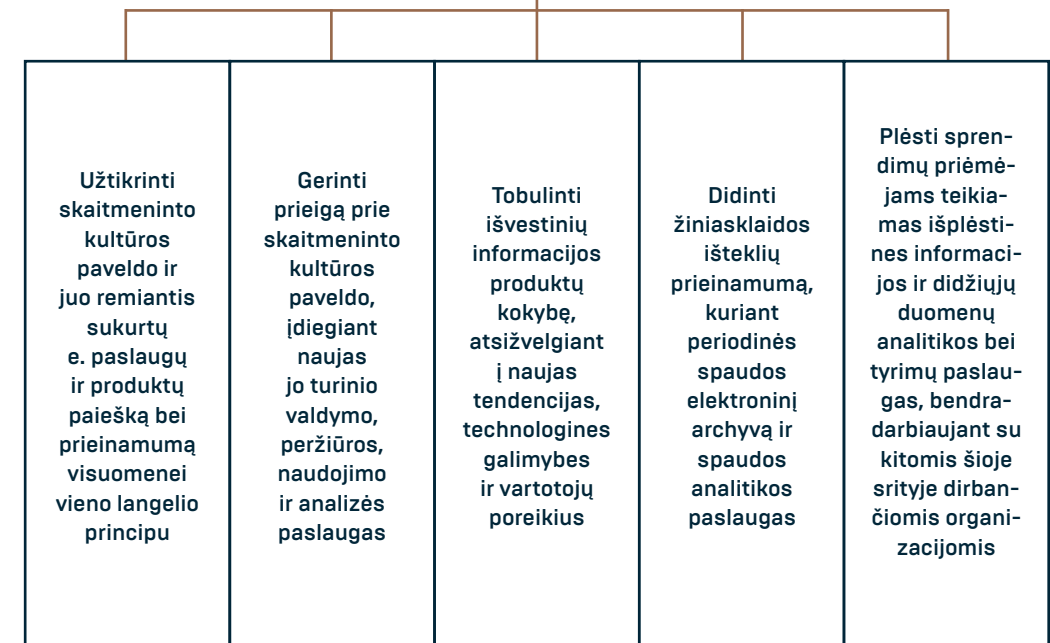 Užtikrinti
skaitmeninto
kultūros
paveldo ir
juo remiantis
sukurtų
e. paslaugų
ir produktų
paiešką bei
prieinamumą
visuomenei
vieno langelio
principu
Gerinti
prieigą prie
skaitmeninto
kultūros
paveldo,
įdiegiant
naujas
jo turinio
valdymo,
peržiūros,
naudojimo
ir analizės
paslaugas
Tobulinti
išvestinių
informacijos
produktų
kokybę,
atsižvelgiant
į naujas
tendencijas,
technologines
galimybes
ir vartotojų
poreikius
Didinti
žiniasklaidos
išteklių
prieinamumą,
kuriant
periodinės
spaudos
elektroninį
archyvą ir
spaudos
analitikos
paslaugas
Plėsti spren-
dimų priėmė-
jams teikia-
mas išplėsti-
nes informaci-
jos ir didžiųjų
duomenų
analitikos bei
tyrimų paslau-
gas, bendra-
darbiaujant su
kitomis šioje
srityje dirban-
čiomis organi-
zacijomis